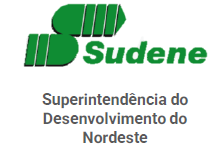 Sudene
Superintendência do
Desenvolvimento do
Nordeste